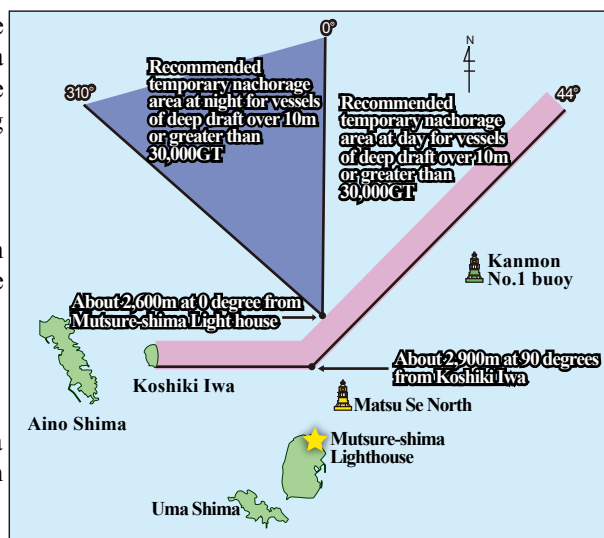 0°
N
310°
44°
Recommended
temporary nachorage
area at night for vessels
of deep draft over 10m
or greater than
30,000GT
Recommended
temporary nachorage
area at day for vessels
of deep draft over 10m
or greater than
30,000GT
Kanmon
No.1 buoy
About 2,600m at 0 degree from
Mutsure-shima Light house
About 2,900m at 90 degrees
from Koshiki Iwa
Koshiki Iwa
Matsu Se North
Aino Shima
Mutsure-shima
Lighthouse
Uma Shima